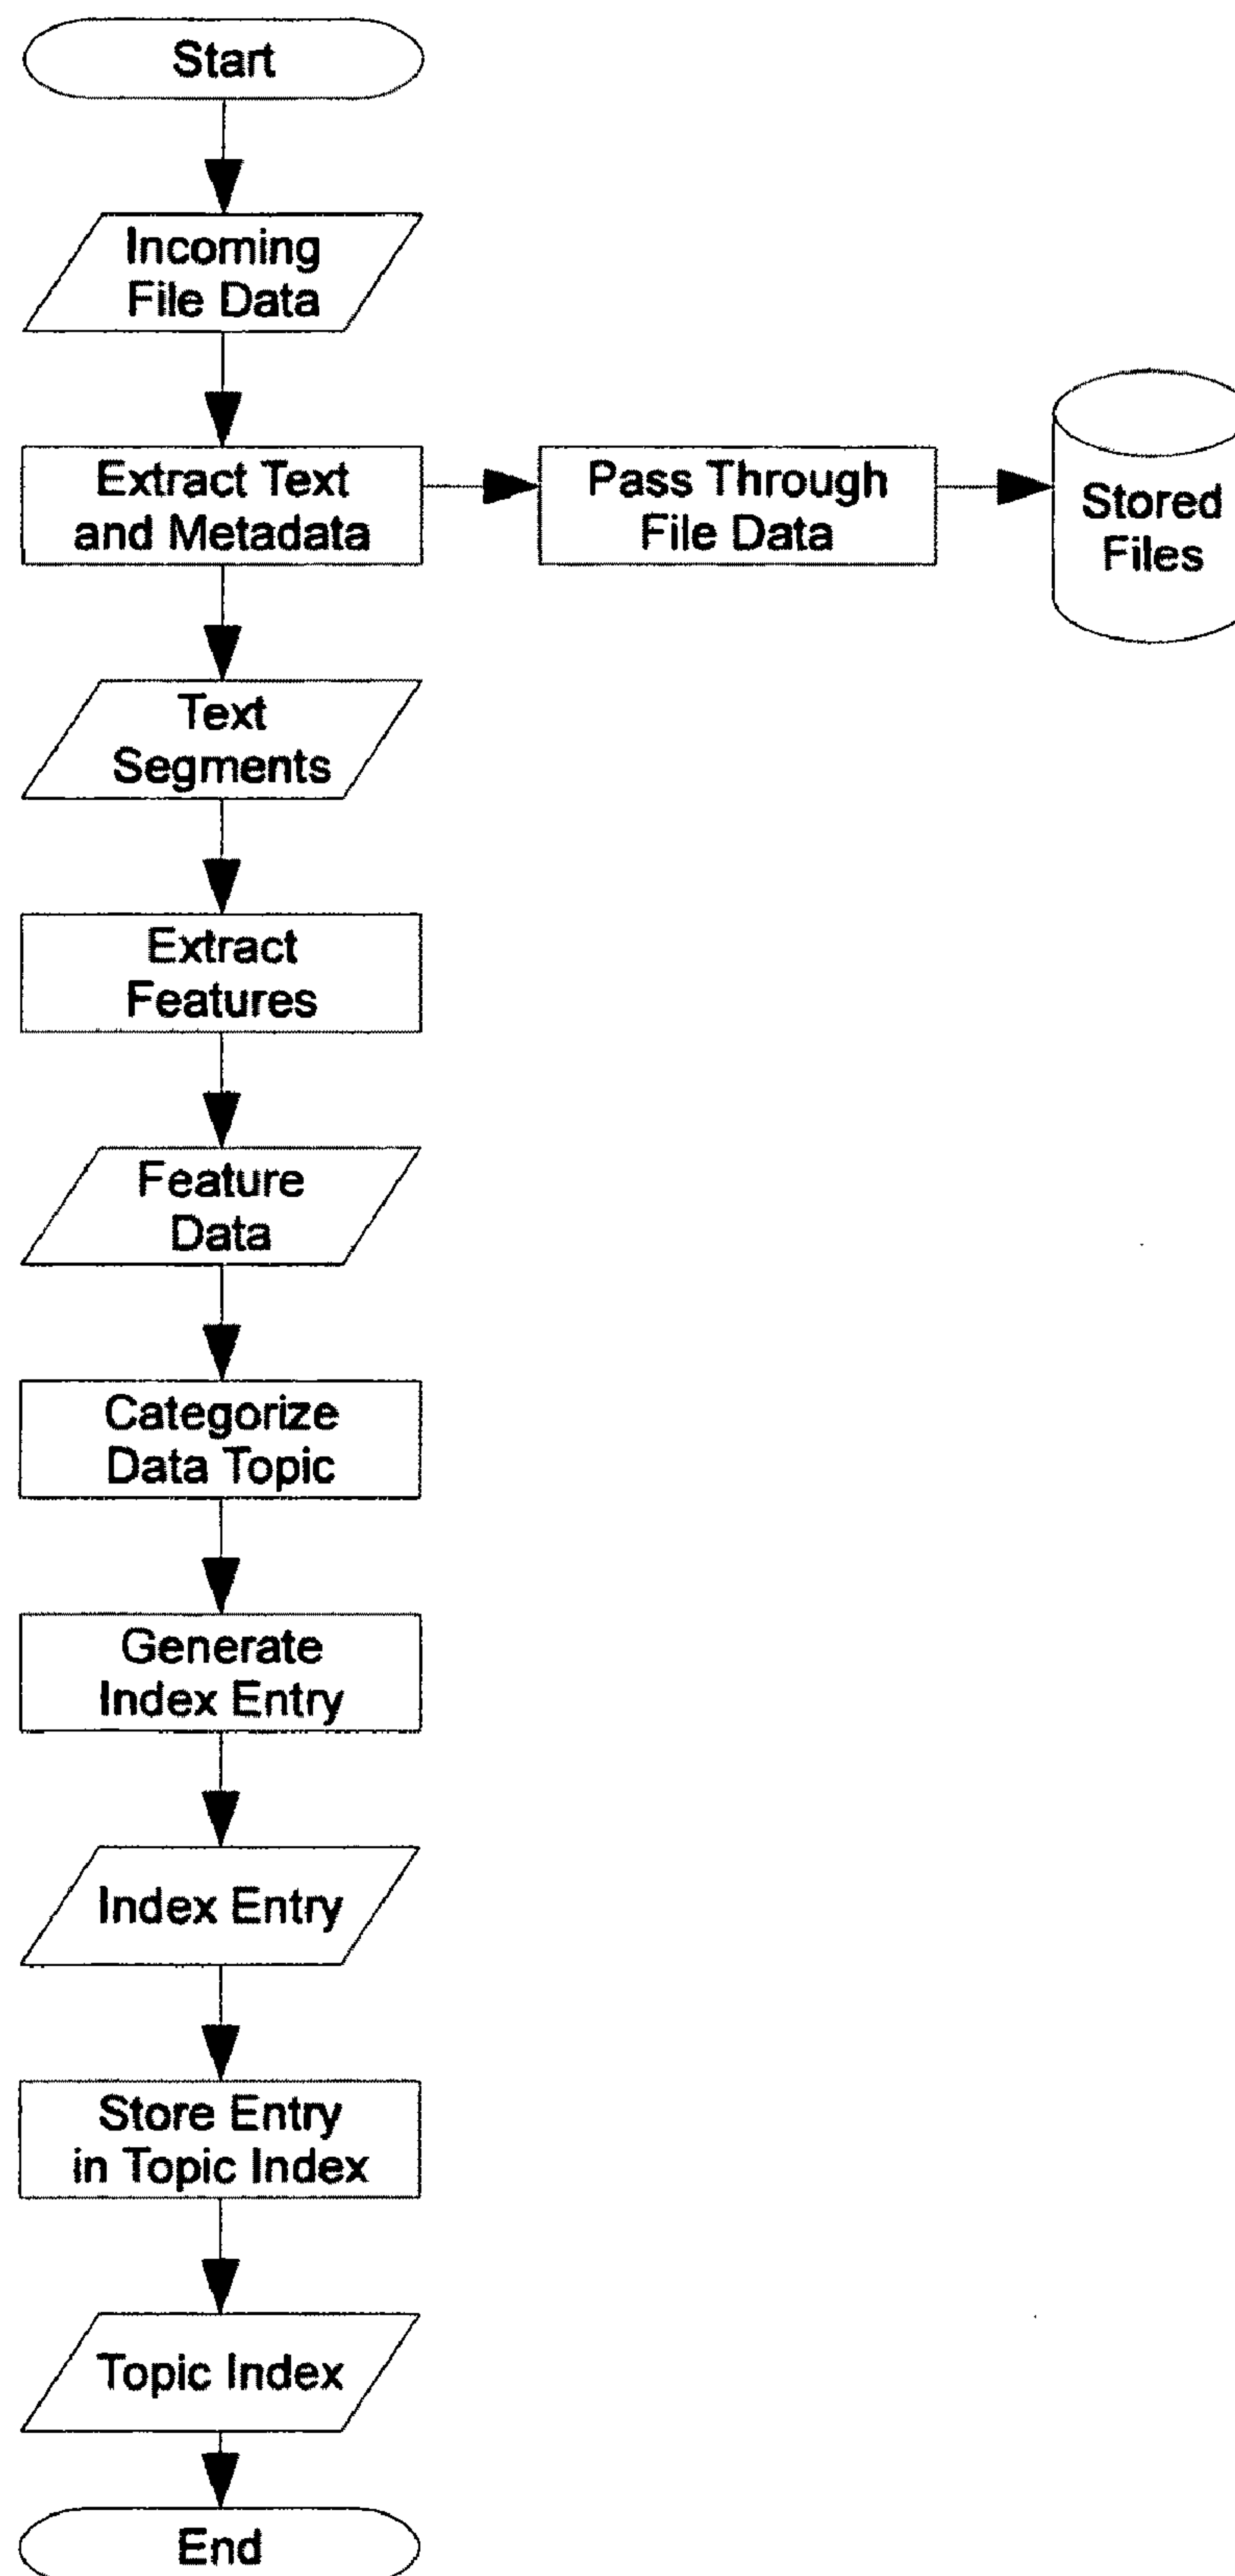 Start
Incoming
File Data
Extract Text
and Metadata
Pass Through
File Data
Stored
Files
Text
Segments
Extract
Features
Feature
Data
Categorize
Data Topic
Generate
Index Entry
Index Entry
Store Entry
in Topic Index
Topic Index
End